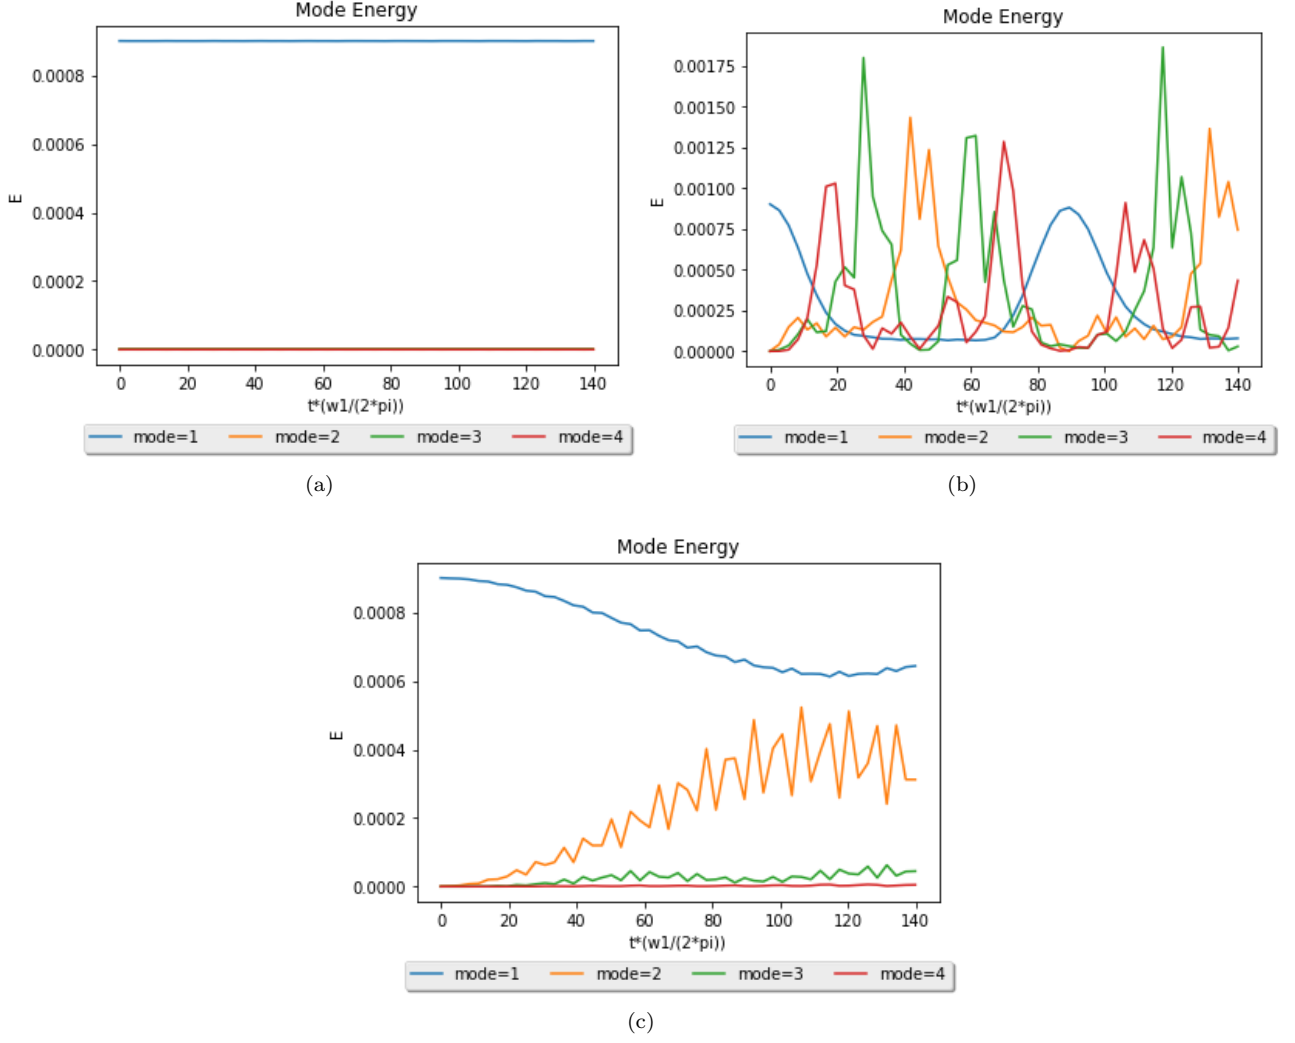 Mode Energy
0.0008
0.0006
0.0004
0.0002
0.0000
E
0 20 40 60 80 100 120 140
t*(w1/(2*pi))
mode=1 mode=2 mode=3 mode=4
(a)
Mode Energy
0.00175
0.00150
0.00125
0.00100
0.00075
0.00050
0.00025
0.00000
E
0 20 40 60 80 100 120 140
t*(w1/(2*pi))
mode=1 mode=2 mode=3 mode=4
(b)
Mode Energy
0.0008
0.0006
0.0004
0.0002
0.0000
E
0 20 40 60 80 100 120 140
t*(w1/(2*pi))
mode=1 mode=2 mode=3 mode=4
(c)